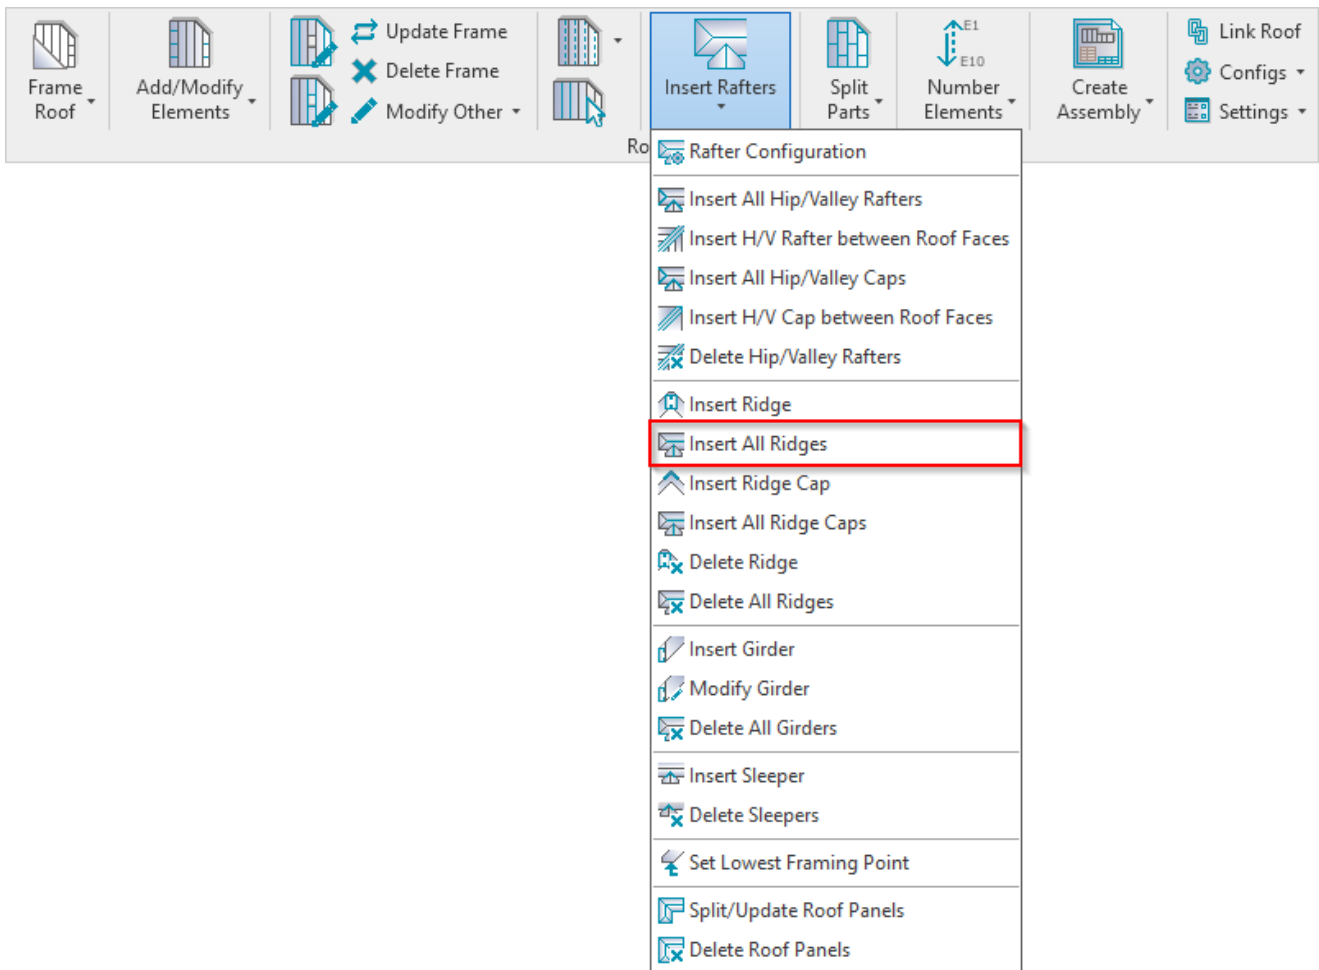 Frame
Roof
Add/Modify
Elements
Update Frame
Delete Frame
Modify Other
Insert Rafters
Split
Parts
E1
E10
Number
Elements
Create
Assembly
Link Roof
Configs
Settings
Ro
Rafter Configuration
Insert All Hip/Valley Rafters
Insert H/V Rafter between Roof Faces
Insert All Hip/Valley Caps
Insert H/V Cap between Roof Faces
Delete Hip/Valley Rafters
Insert Ridge
Insert All Ridges
Insert Ridge Cap
Insert All Ridge Caps
Delete Ridge
Delete All Ridges
Insert Girder
Modify Girder
Delete All Girders
Insert Sleeper
Delete Sleepers
Set Lowest Framing Point
Split/Update Roof Panels
Delete Roof Panels